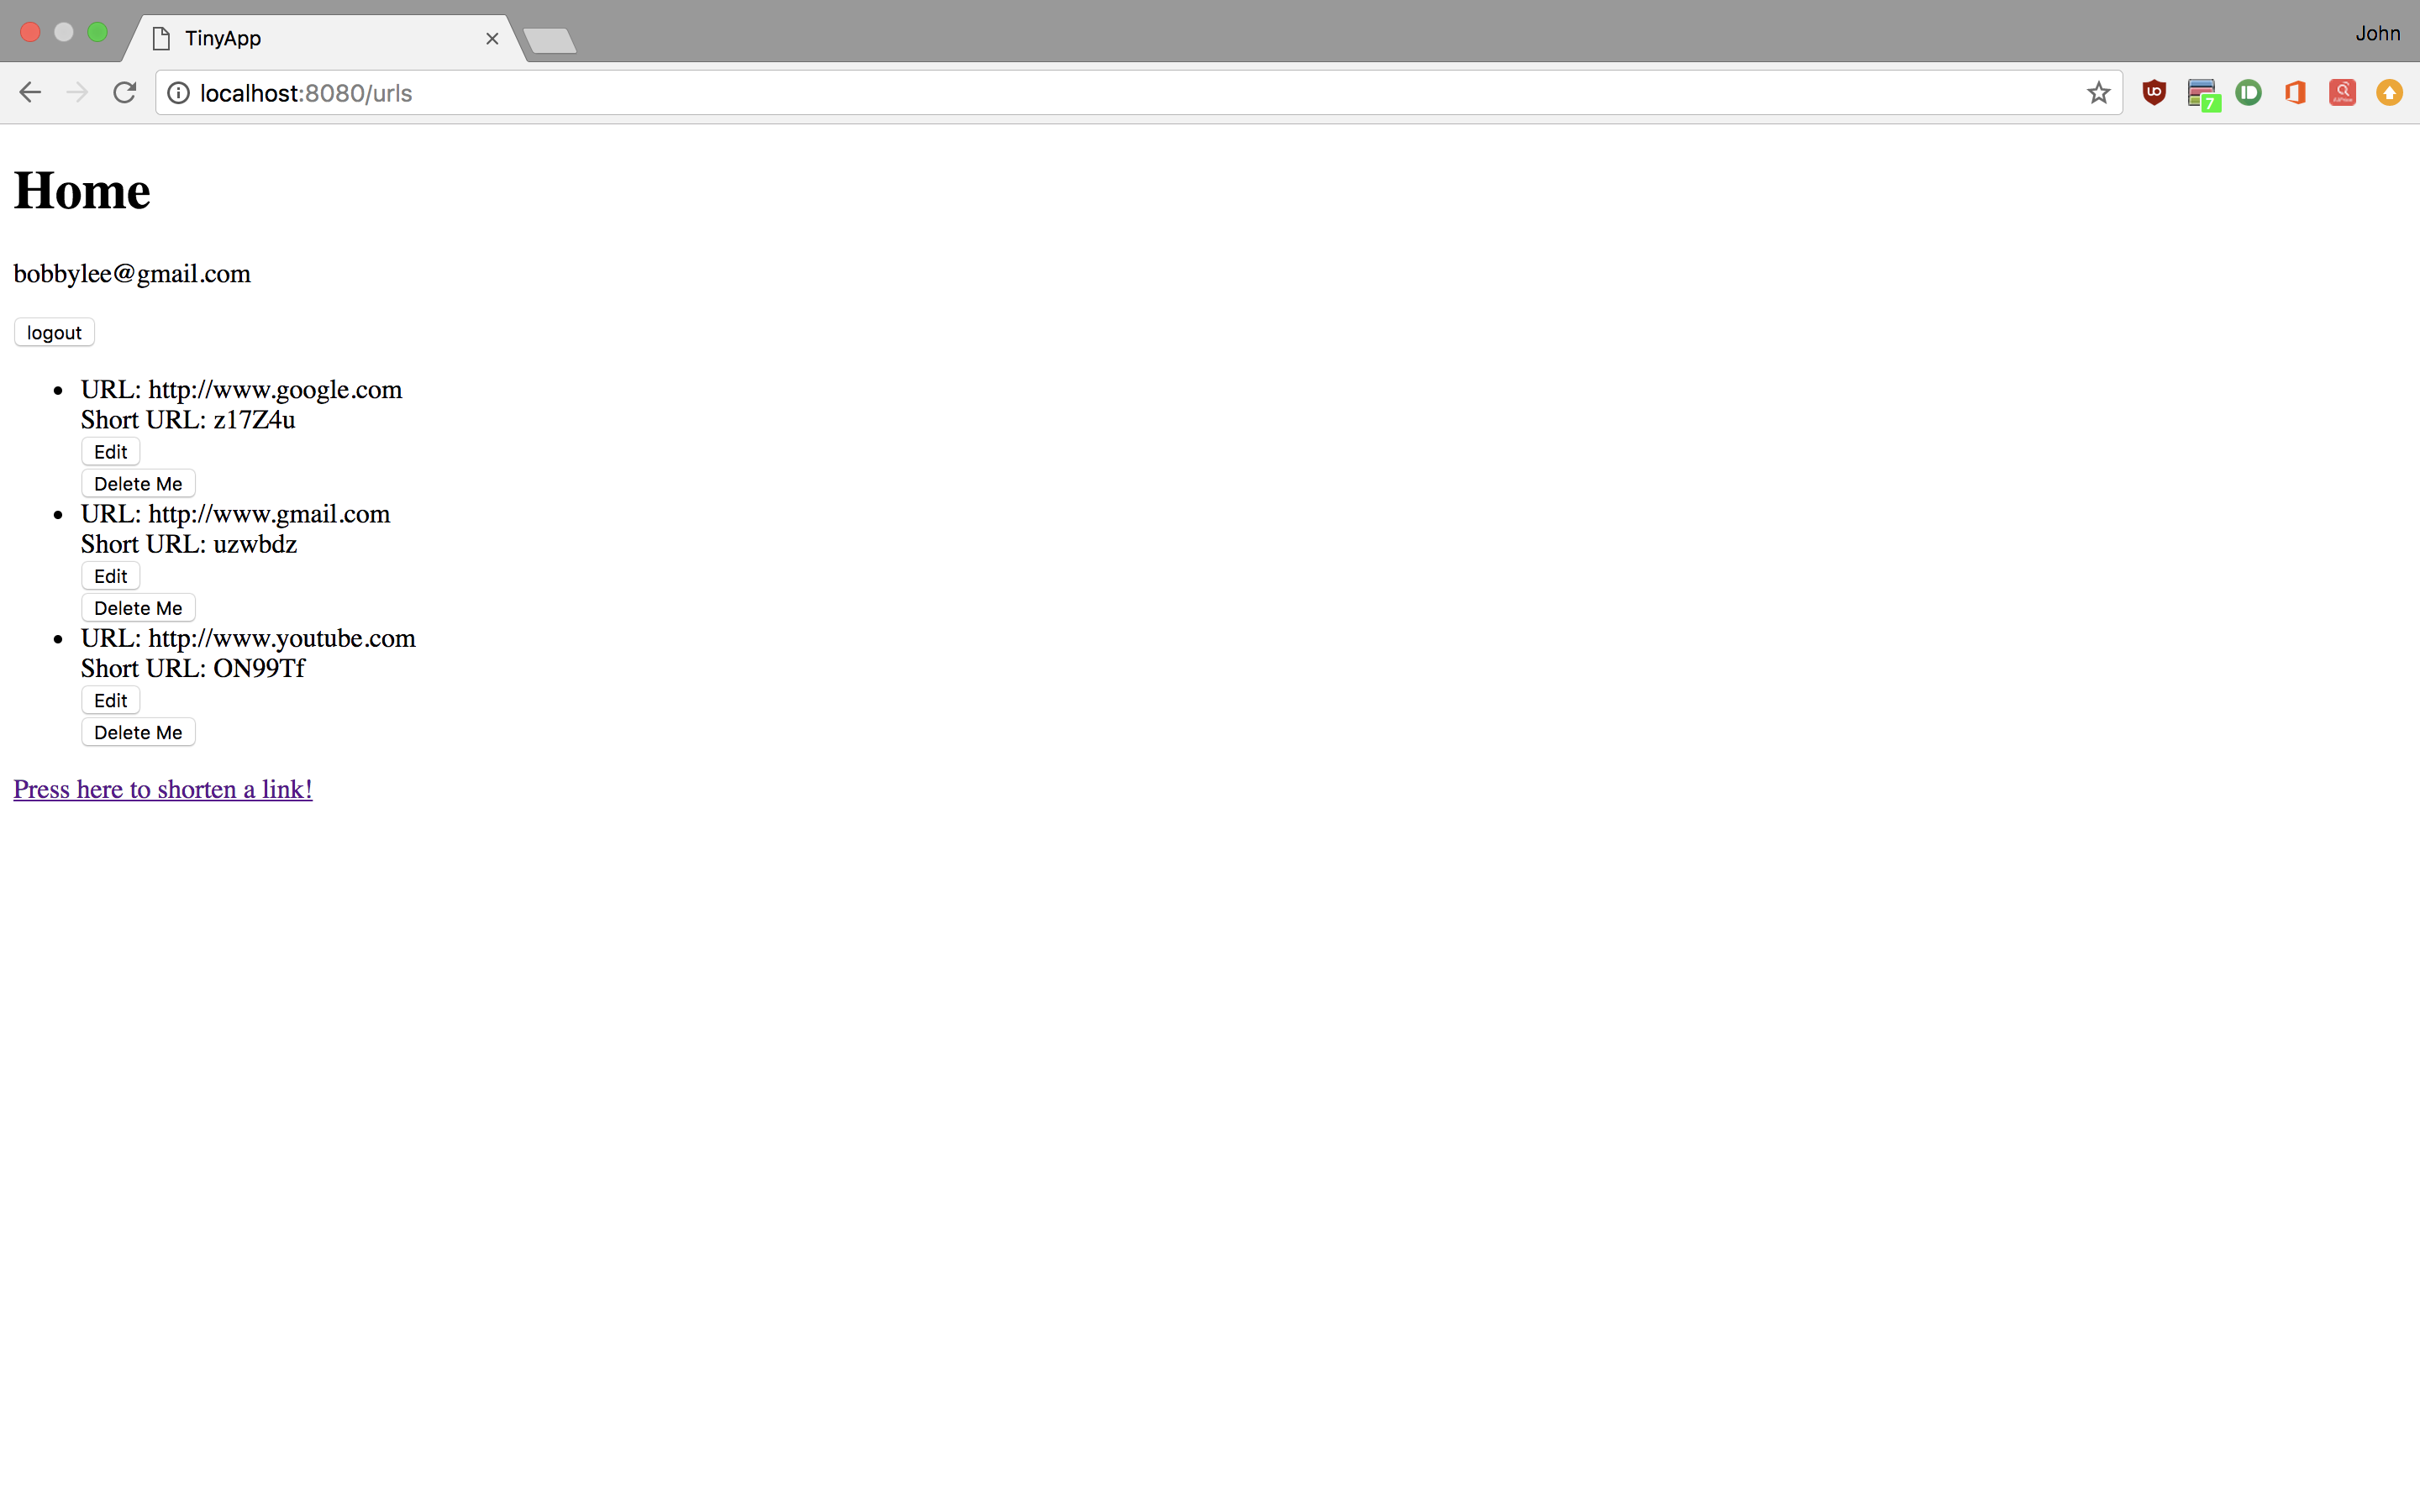 TinyApp
John
localhost:8080/urls
7
Home
bobbylee@gmail.com
logout
URL: http://www.google.com
Short URL: z17Z4u
Edit
Delete Me
URL: http://www.gmail.com
Short URL: uzwbdz
Edit
Delete Me
URL: http://www.youtube.com
Short URL: ON99Tf
Edit
Delete Me
Press here to shorten a link!